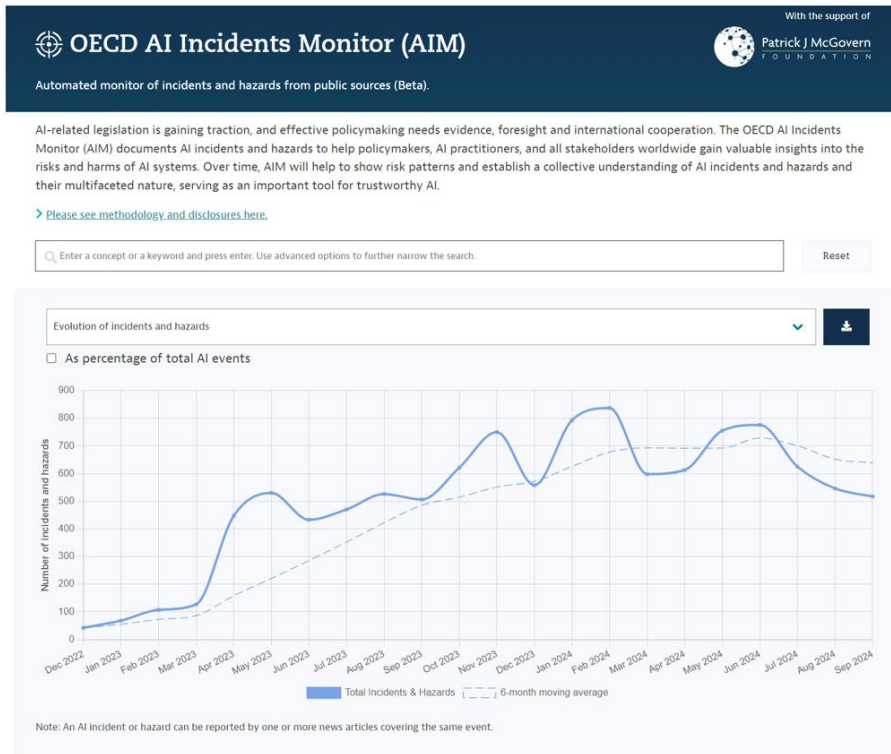 With the support of
OECD AI Incidents Monitor (AIM)
Patrick J McGovern
FOUNDATION
Automated monitor of incidents and hazards from public sources (Beta).
AI-related legislation is gaining traction, and effective policymaking needs evidence, foresight and international cooperation. The OECD AI Incidents
Monitor (AIM) documents AI incidents and hazards to help policymakers, AI practitioners, and all stakeholders worldwide gain valuable insights into the
risks and harms of AI systems. Over time, AIM will help to show risk patterns and establish a collective understanding of AI incidents and hazards and
their multifaceted nature, serving as an important tool for trustworthy AI.
Please see methodology and disclosures here.
Enter a concept or a keyword and press enter. Use advanced options to further narrow the search.
Reset
Evolution of incidents and hazards
As percentage of total AI events
Number of incidents and hazards
900
800
700
600
500
400
300
200
100
0
Dec 2022
Jan 2023
Feb 2023
Mar 2023
Apr 2023
May 2023
Jun 2023
Jul 2023
Aug 2023
Sep 2023
Oct 2023
Nov 2023
Dec 2023
Jan 2024
Feb 2024
Mar 2024
Apr 2024
May 2024
Jun 2024
Jul 2024
Aug 2024
Sep 2024
Total Incidents & Hazards
6-month moving average
Note: An AI incident or hazard can be reported by one or more news articles covering the same event.